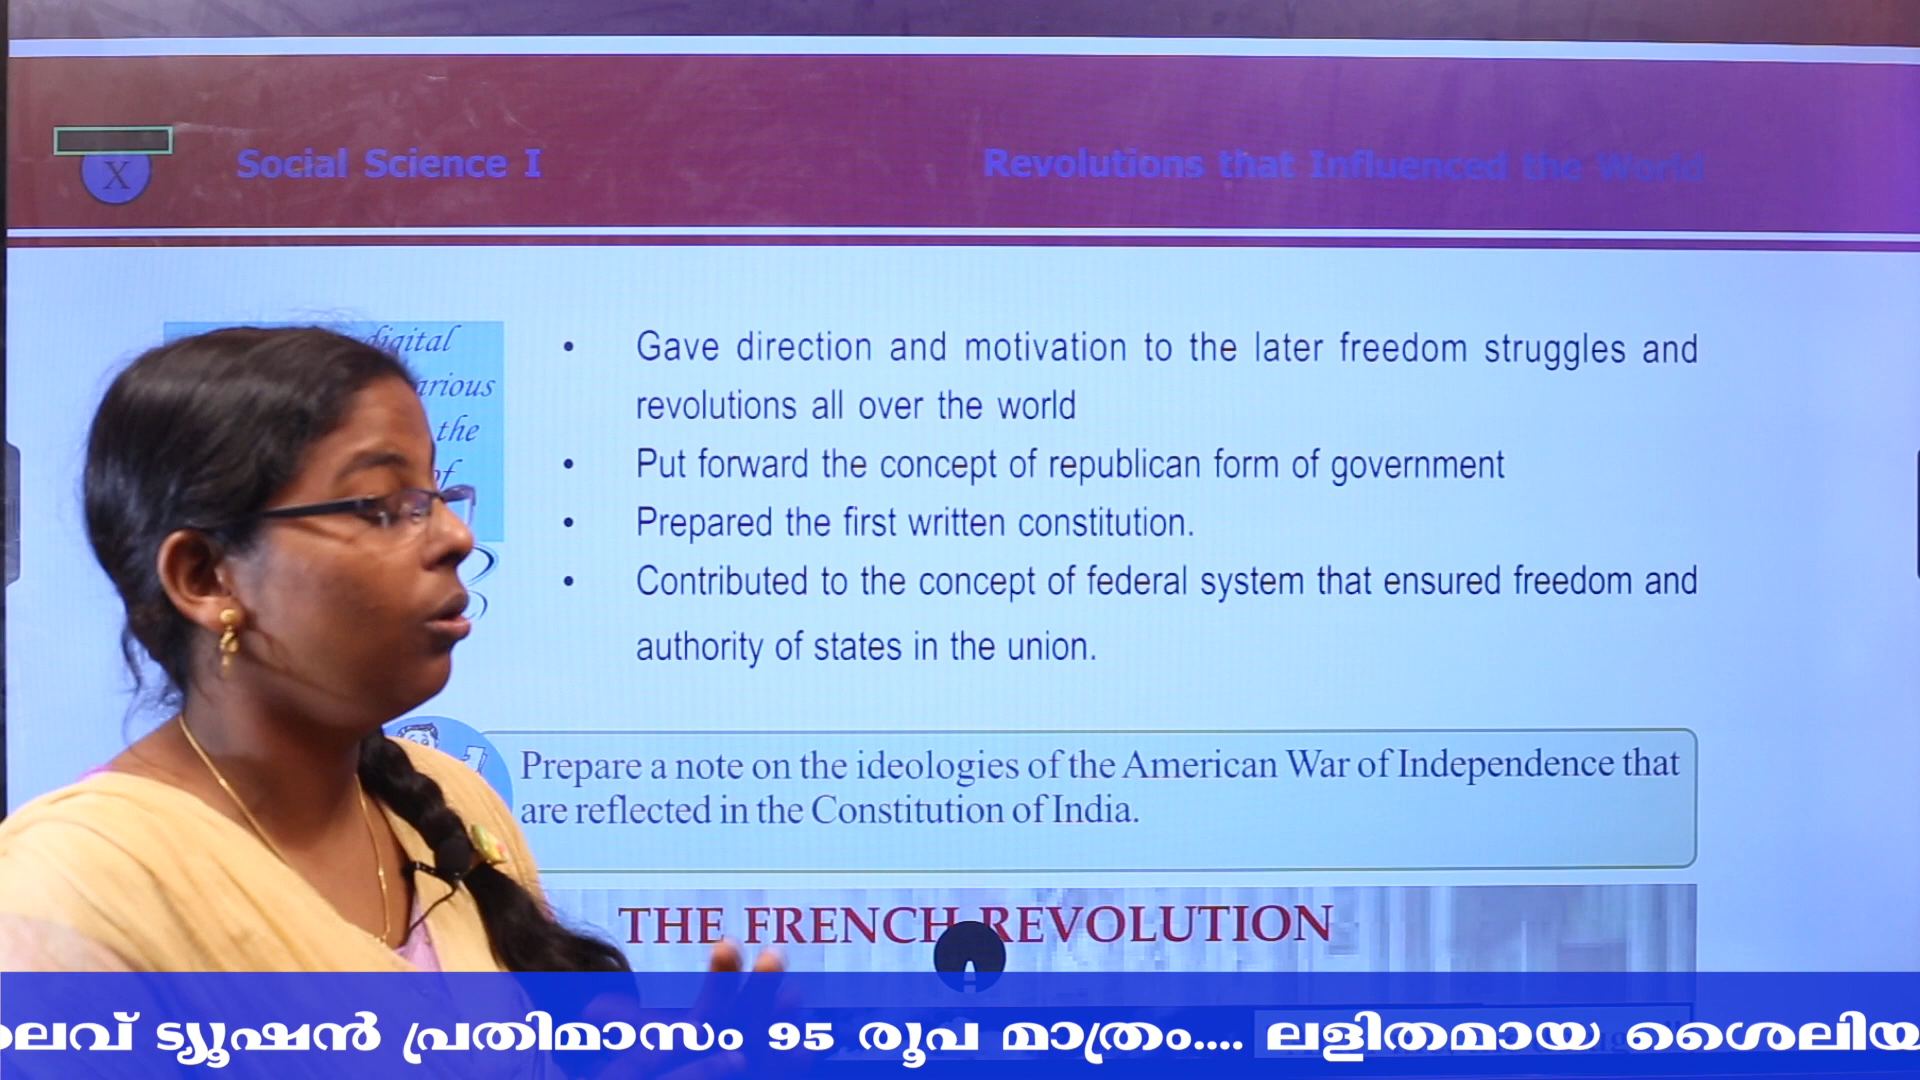 X
Social Science I
Revolutions that Influenced the World
digital
the
of
• Gave direction and motivation to the later freedom struggles and
revolutions all over the world
• Put forward the concept of republican form of government
• Prepared the first written constitution.
• Contributed to the concept of federal system that ensured freedom and
authority of states in the union.
Prepare a note on the ideologies of the American War of Independence that
are reflected in the Constitution of India.
THE FRENCH REVOLUTION
ട്യൂഷൻ പ്രതിമാസം 95 രൂപ മാത്രം.... ലളിതമായ